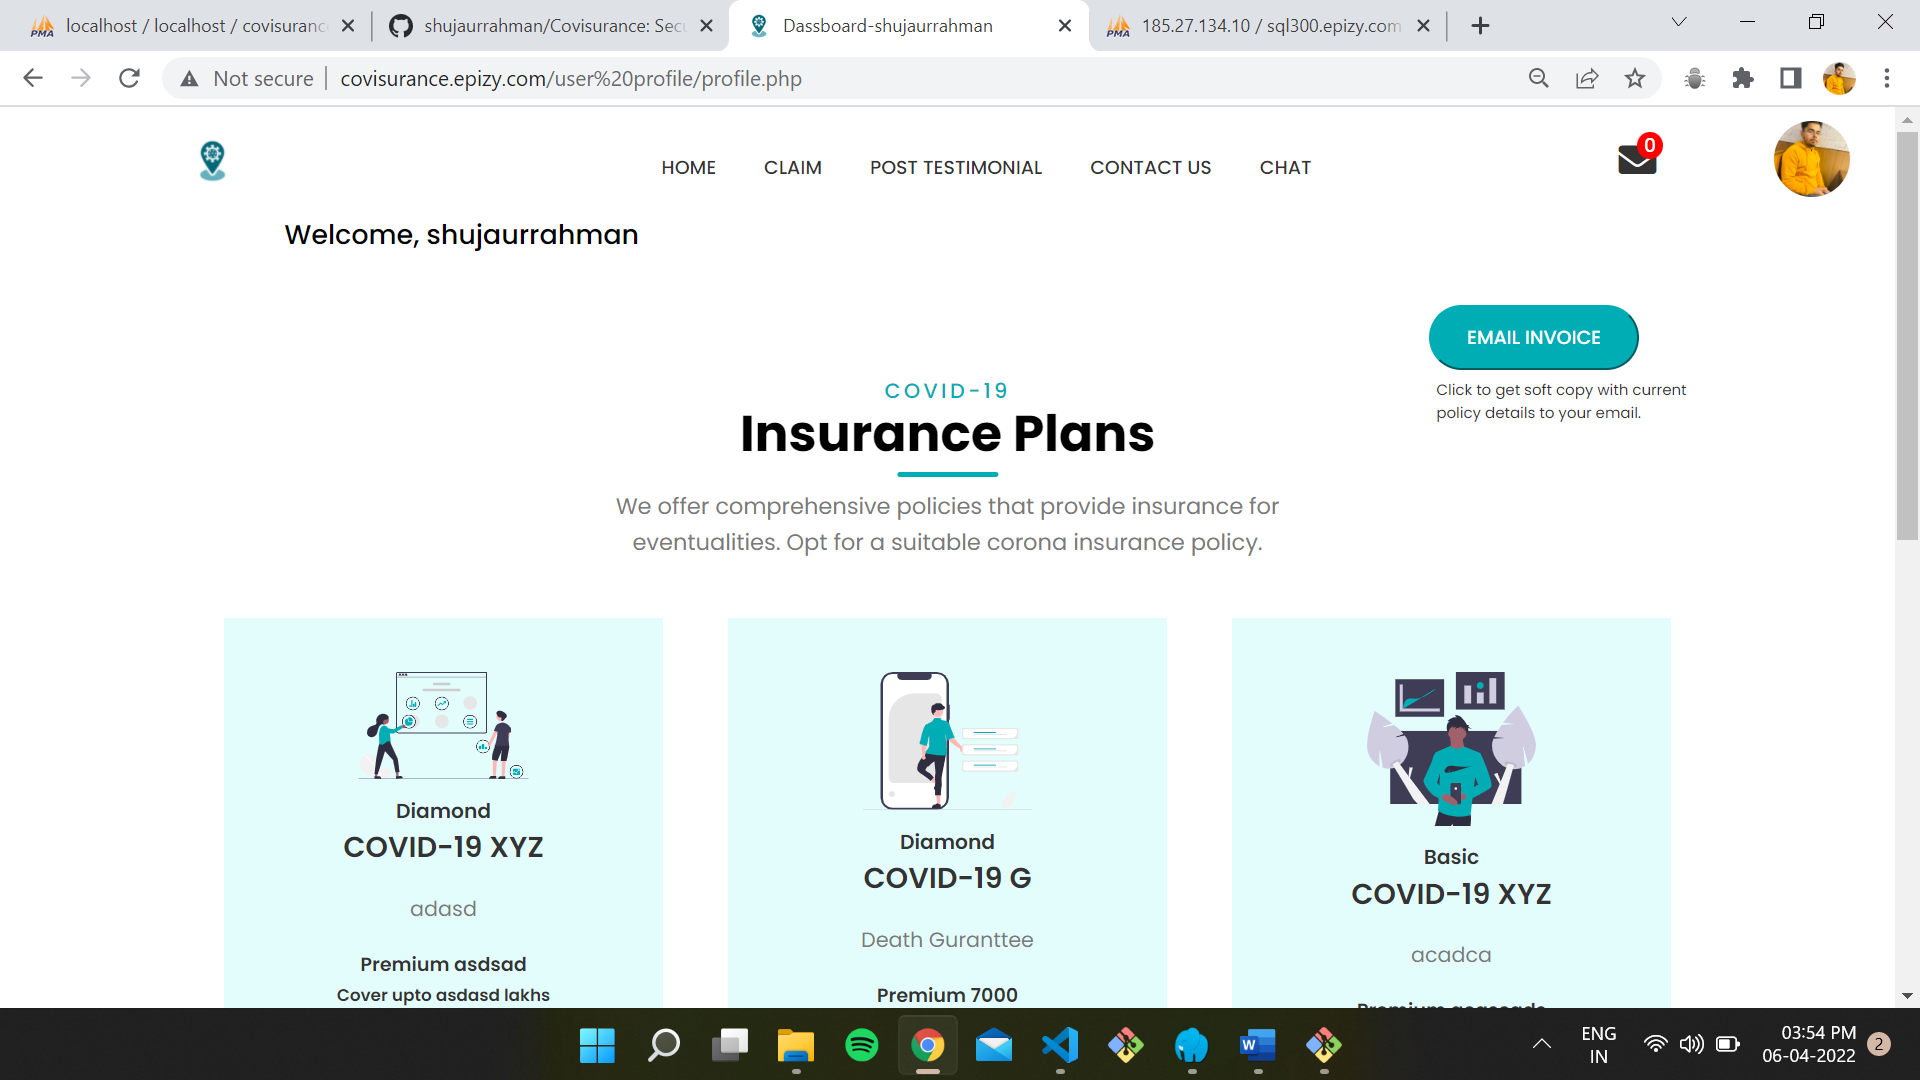 localhost / localhost / covisuranc
shujaurrahman/Covisurance: Sec
Dassboard-shujaurrahman
185.27.134.10 / sql300.epizy.com
Not secure
covisurance.epizy.com/user%20profile/profile.php
HOME
CLAIM
POST TESTIMONIAL
CONTACT US
CHAT
0
Welcome, shujaurrahman
EMAIL INVOICE
Click to get soft copy with current
policy details to your email.
COVID-19
Insurance Plans
We offer comprehensive policies that provide insurance for
eventualities. Opt for a suitable corona insurance policy.
Diamond
COVID-19 XYZ
adasd
Premium asdsad
Cover upto asdasd lakhs
Diamond
COVID-19 G
Death Guranttee
Premium 7000
Basic
COVID-19 XYZ
acadca
ENG
IN
03:54 PM
06-04-2022
2